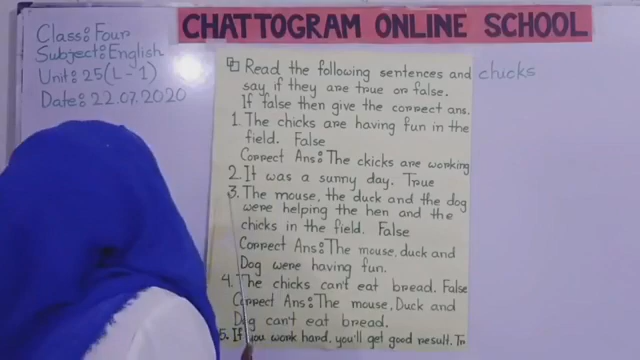 CHATTOGRAM ONLINE SCHOOL
Class: Four
Subject: English
Unit: 25(L-1)
Date: 22.07.2020
Read the following sentences and chicks
say if they are true or false.
If false then give the correct ans.
1. The chicks are having fun in the
field. False
Correct Ans: The ckicks are working
2. It was a sunny day. True
3. The mouse, the duck and the dog
were helping the hen and the
chicks in the field. False
Correct Ans: The mouse, duck and
Dog were having fun.
4. The chicks can't eat bread. False
Correct Ans: The mouse, Duck and
Dog can't eat bread.
5. If you work hard, you'll get good result. Tr